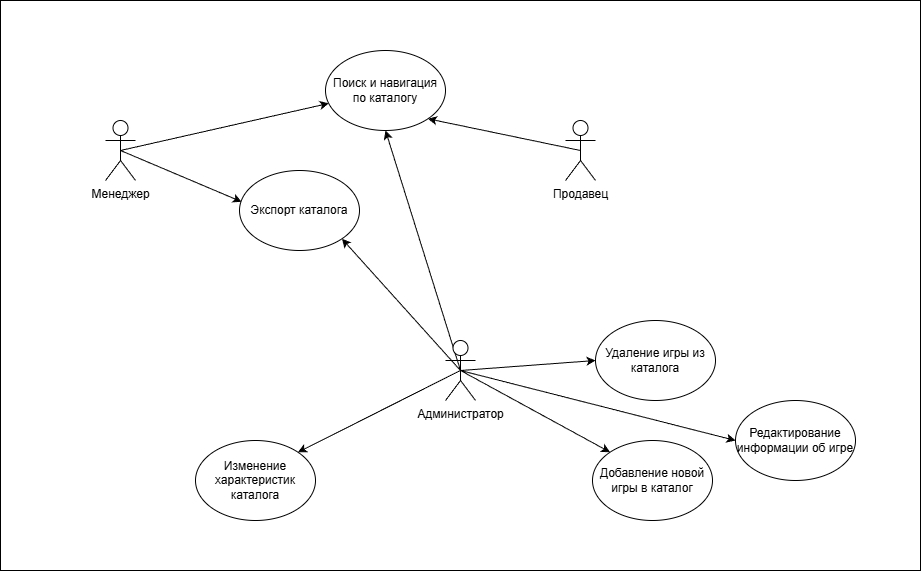 Поиск и навигация
по каталогу
Менеджер
Продавец
Экспорт каталога
Удаление игры из
каталога
Администратор
Редактирование
информации об игре
Изменение
характеристик
каталога
Добавление новой
игры в каталог